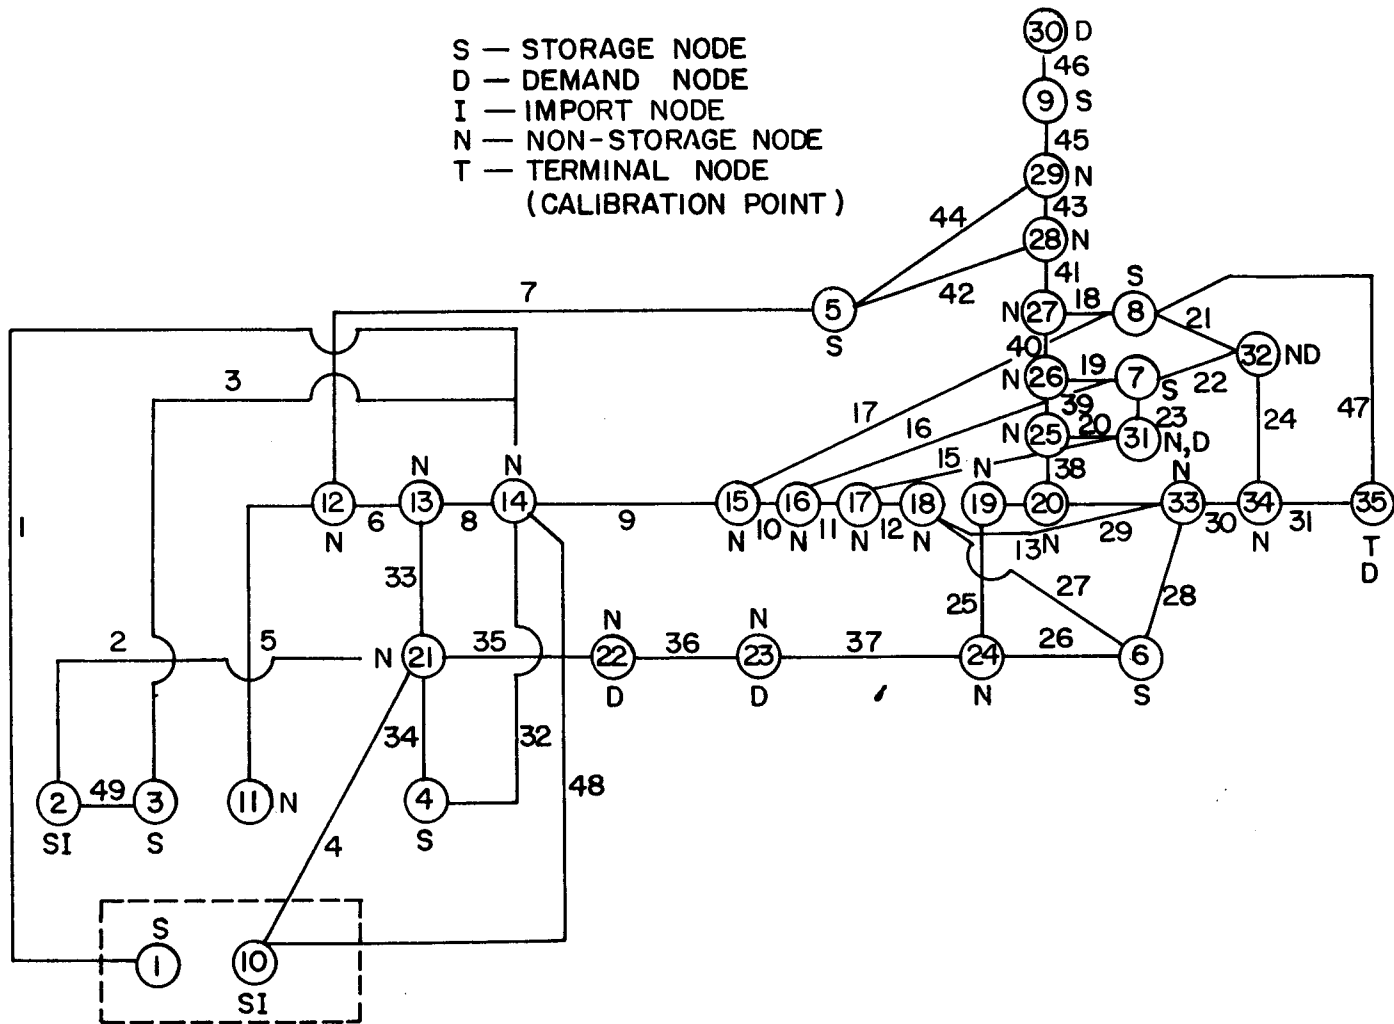 S — STORAGE NODE
D — DEMAND NODE
I — IMPORT NODE
N — NON-STORAGE NODE
T — TERMINAL NODE
(CALIBRATION POINT)
30 D
46
9 S
45
29 N
44 43
28 N
41
42
7
5
S
S
N 27 18 8
21
40
32 ND
3
N 26 19 7
S 22
39
17 16
47
24
N 25 20 31 N,D
23
15
N 38
N N N
1
12 6 13 8 14 9 15 10 16 11 17 12 18 19 20 29 33 30 34 31 35
N N N N N 13 N N T
D
33 25 27 28
2 5 N N
N 21 35 22 36 23 37 24 26 6
D D N S
34 32
48
2 49 3 11 N 4
SI S S
4
S
1 10
SI